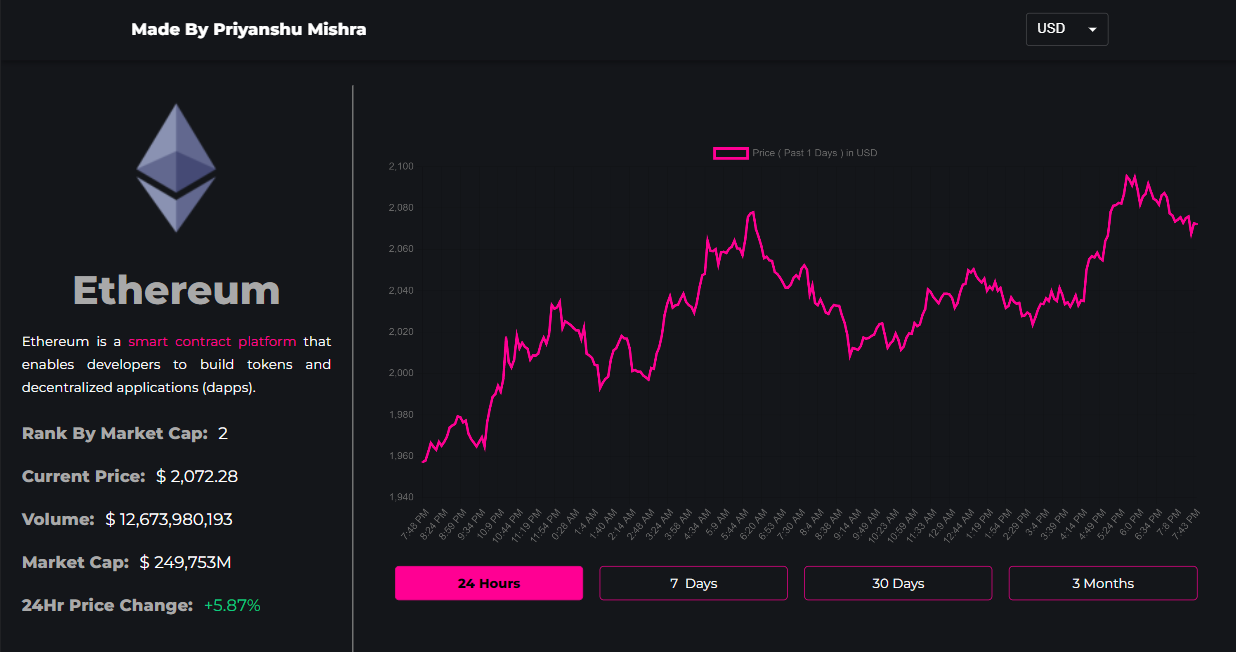 Made By Priyanshu Mishra
USD
Ethereum
Ethereum is a smart contract platform that
enables developers to build tokens and
decentralized applications (dapps).
Rank By Market Cap: 2
Current Price: $ 2,072.28
Volume: $ 12,673,980,193
Market Cap: $ 249,753M
24Hr Price Change: +5.87%
Price ( Past 1 Days ) in USD
2,100
2,080
2,060
2,040
2,020
2,000
1,980
1,960
1,940
7:48 PM
8:24 PM
8:59 PM
9:34 PM
10:9 PM
10:44 PM
11:19 PM
11:54 PM
0:28 AM
1:4 AM
1:40 AM
2:14 AM
2:48 AM
3:24 AM
3:58 AM
4:34 AM
5:9 AM
5:44 AM
6:20 AM
6:53 AM
7:30 AM
8:4 AM
8:38 AM
9:14 AM
9:49 AM
10:23 AM
10:59 AM
11:33 AM
12:9 AM
12:44 AM
1:19 PM
1:54 PM
2:29 PM
3:4 PM
3:39 PM
4:14 PM
4:49 PM
5:24 PM
6:0 PM
6:34 PM
7:8 PM
7:43 PM
24 Hours
7 Days
30 Days
3 Months